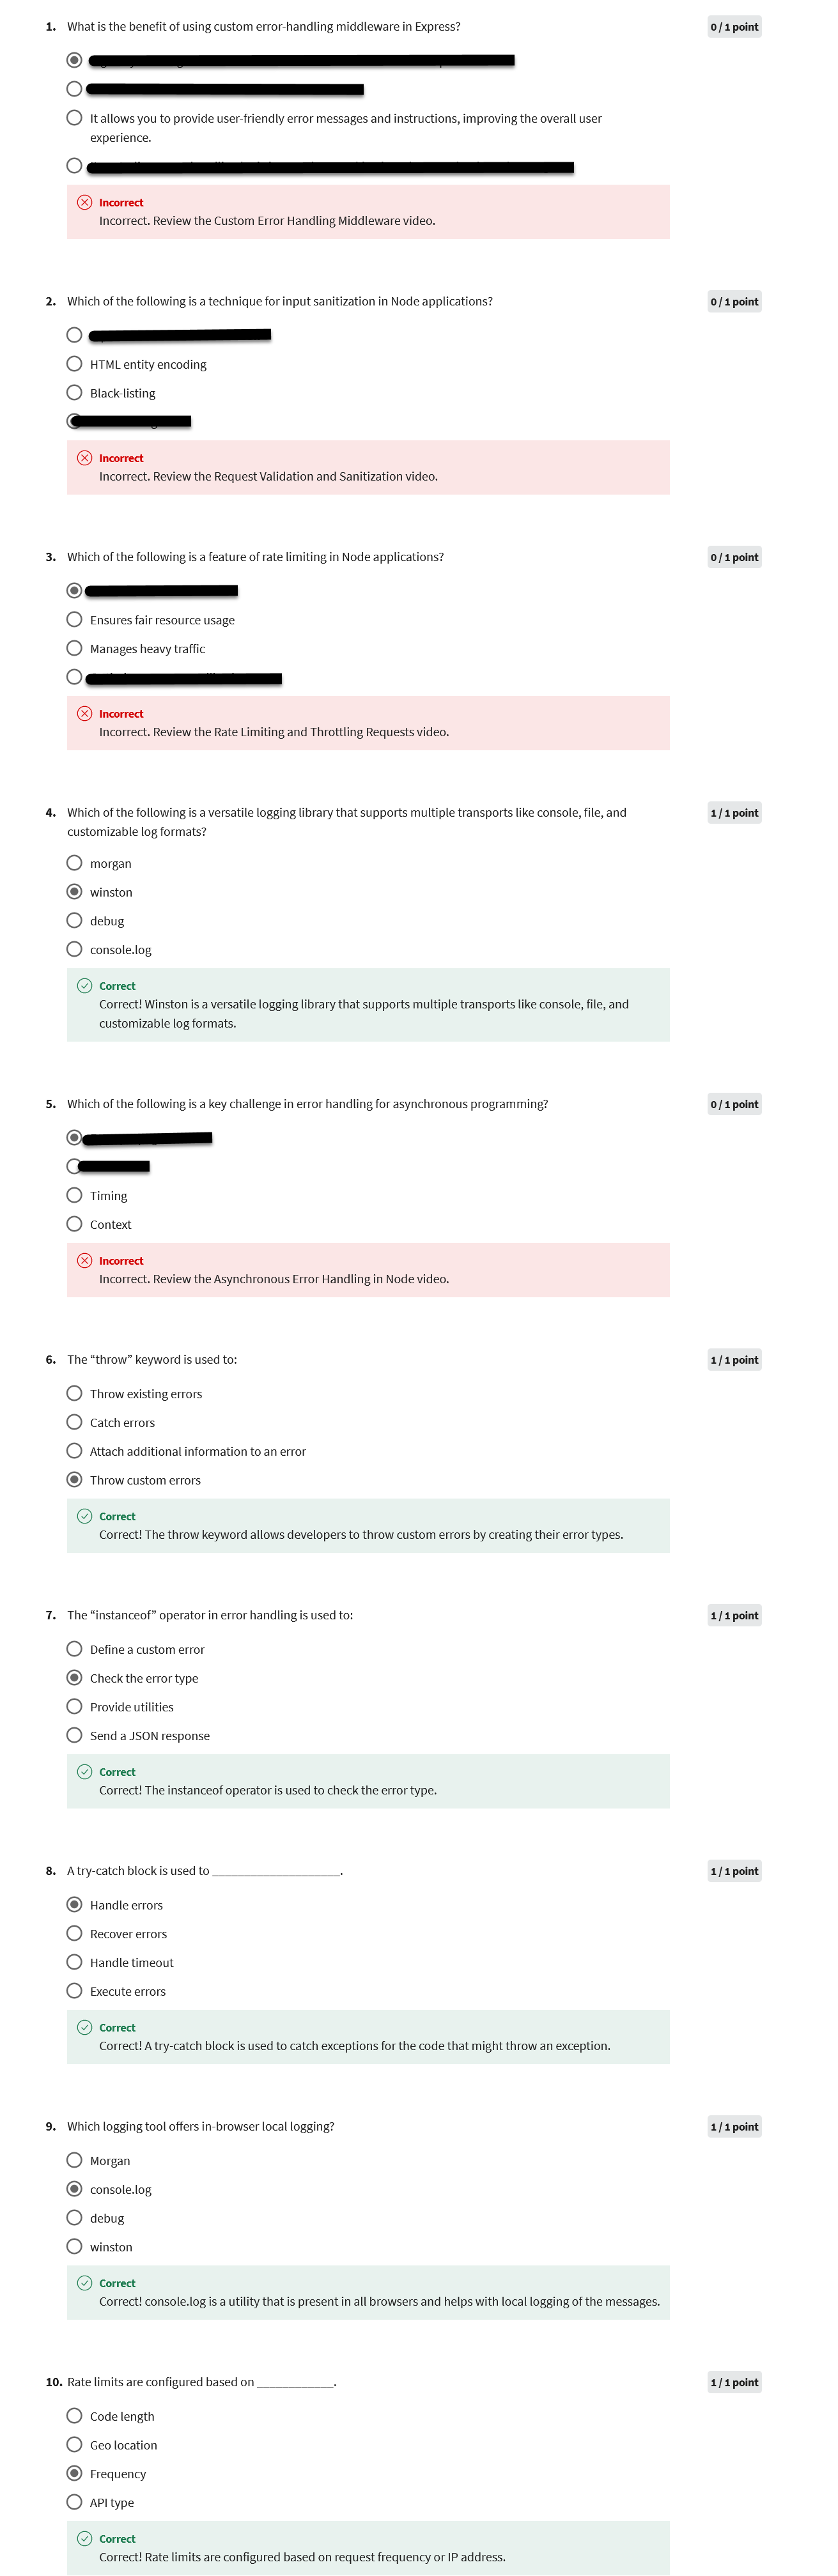 1. What is the benefit of using custom error-handling middleware in Express?
0 / 1 point
It allows you to provide user-friendly error messages and instructions, improving the overall user
experience.
Incorrect
Incorrect. Review the Custom Error Handling Middleware video.
2. Which of the following is a technique for input sanitization in Node applications?
0 / 1 point
HTML entity encoding
Black-listing
Incorrect
Incorrect. Review the Request Validation and Sanitization video.
3. Which of the following is a feature of rate limiting in Node applications?
0 / 1 point
Ensures fair resource usage
Manages heavy traffic
Incorrect
Incorrect. Review the Rate Limiting and Throttling Requests video.
4. Which of the following is a versatile logging library that supports multiple transports like console, file, and
customizable log formats?
1 / 1 point
morgan
winston
debug
console.log
Correct
Correct! Winston is a versatile logging library that supports multiple transports like console, file, and
customizable log formats.
5. Which of the following is a key challenge in error handling for asynchronous programming?
0 / 1 point
Timing
Context
Incorrect
Incorrect. Review the Asynchronous Error Handling in Node video.
6. The “throw” keyword is used to:
1 / 1 point
Throw existing errors
Catch errors
Attach additional information to an error
Throw custom errors
Correct
Correct! The throw keyword allows developers to throw custom errors by creating their error types.
7. The “instanceof” operator in error handling is used to:
1 / 1 point
Define a custom error
Check the error type
Provide utilities
Send a JSON response
Correct
Correct! The instanceof operator is used to check the error type.
8. A try-catch block is used to ____________________.
1 / 1 point
Handle errors
Recover errors
Handle timeout
Execute errors
Correct
Correct! A try-catch block is used to catch exceptions for the code that might throw an exception.
9. Which logging tool offers in-browser local logging?
1 / 1 point
Morgan
console.log
debug
winston
Correct
Correct! console.log is a utility that is present in all browsers and helps with local logging of the messages.
10. Rate limits are configured based on ____________.
1 / 1 point
Code length
Geo location
Frequency
API type
Correct
Correct! Rate limits are configured based on request frequency or IP address.